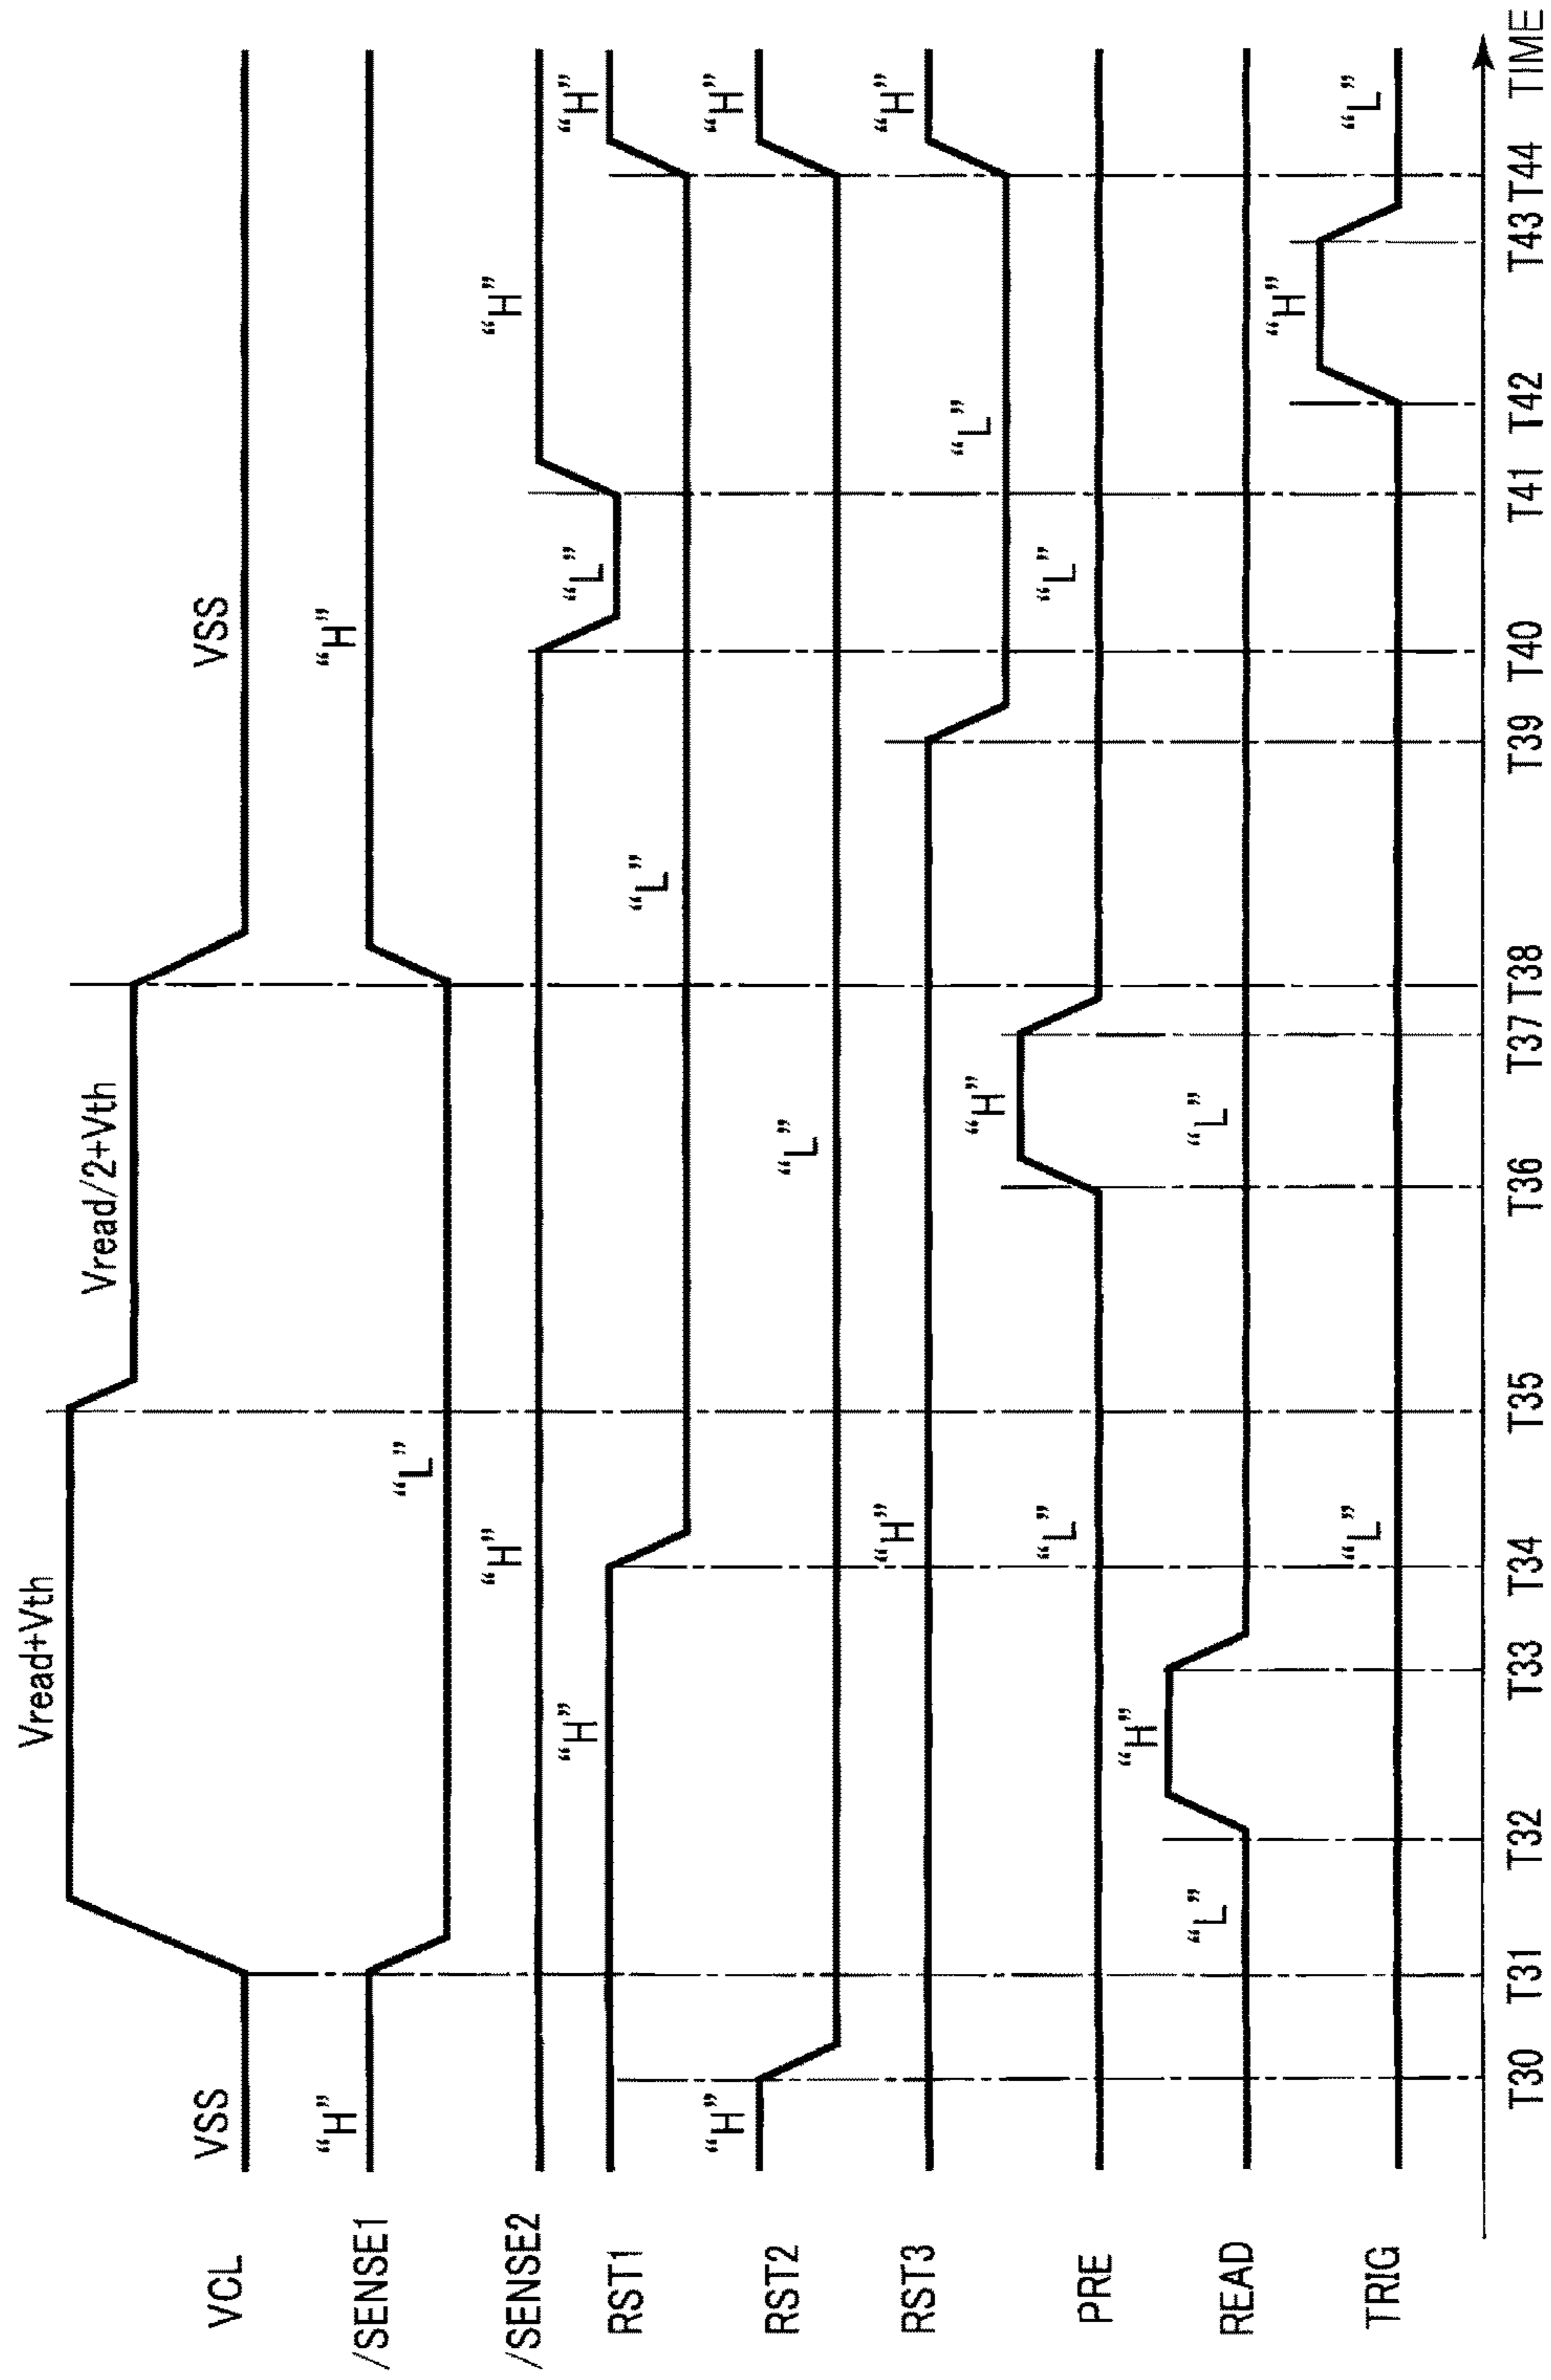 Vread+Vth
Vread/2+Vth
VCL
VSS
VSS
/SENSE1
“H”
“L”
“H”
/SENSE2
“H”
“L”
“H”
RST1
“H”
“L”
“H”
RST2
“H”
“L”
“H”
RST3
“H”
“L”
“H”
PRE
“L”
“H”
“L”
READ
“L”
“H”
“L”
TRIG
“L”
“H”
“L”
T30 T31 T32 T33 T34 T35 T36 T37 T38 T39 T40 T41 T42 T43 T44 TIME